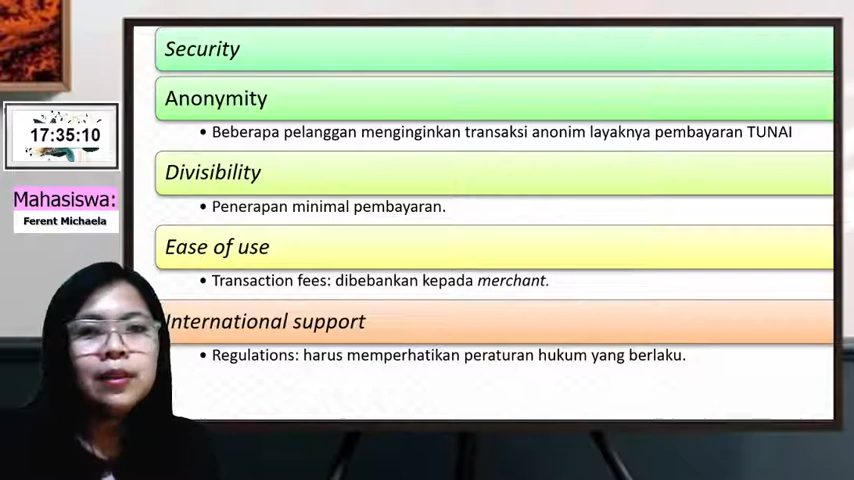 Security
Anonymity
• Beberapa pelanggan menginginkan transaksi anonim layaknya pembayaran TUNAI
17:35:10
Divisibility
Mahasiswa:
Ferent Michaela
• Penerapan minimal pembayaran.
Ease of use
• Transaction fees: dibebankan kepada merchant.
International support
• Regulations: harus memperhatikan peraturan hukum yang berlaku.